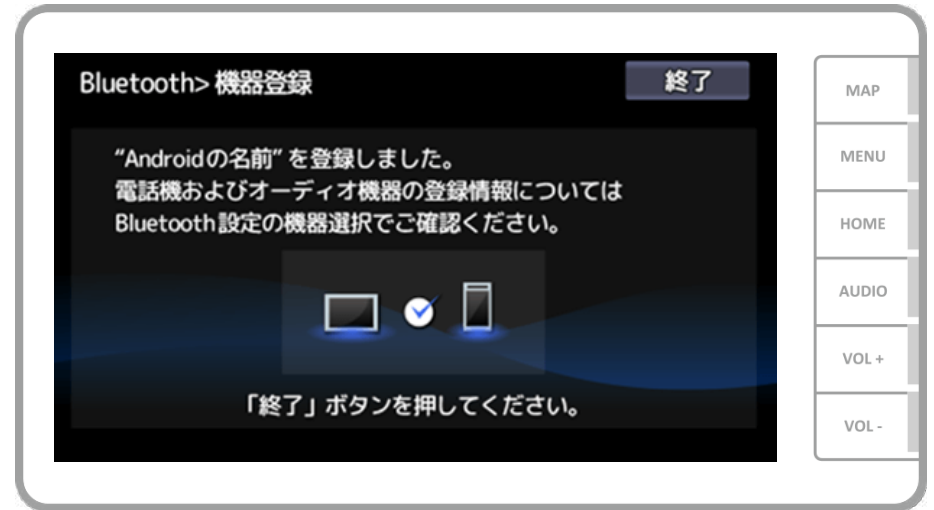 Bluetooth> 機器登録
終了
“Androidの名前” を登録しました。
電話機およびオーディオ機器の登録情報については
Bluetooth設定の機器選択でご確認ください。
「終了」ボタンを押してください。
MAP
MENU
HOME
AUDIO
VOL +
VOL -